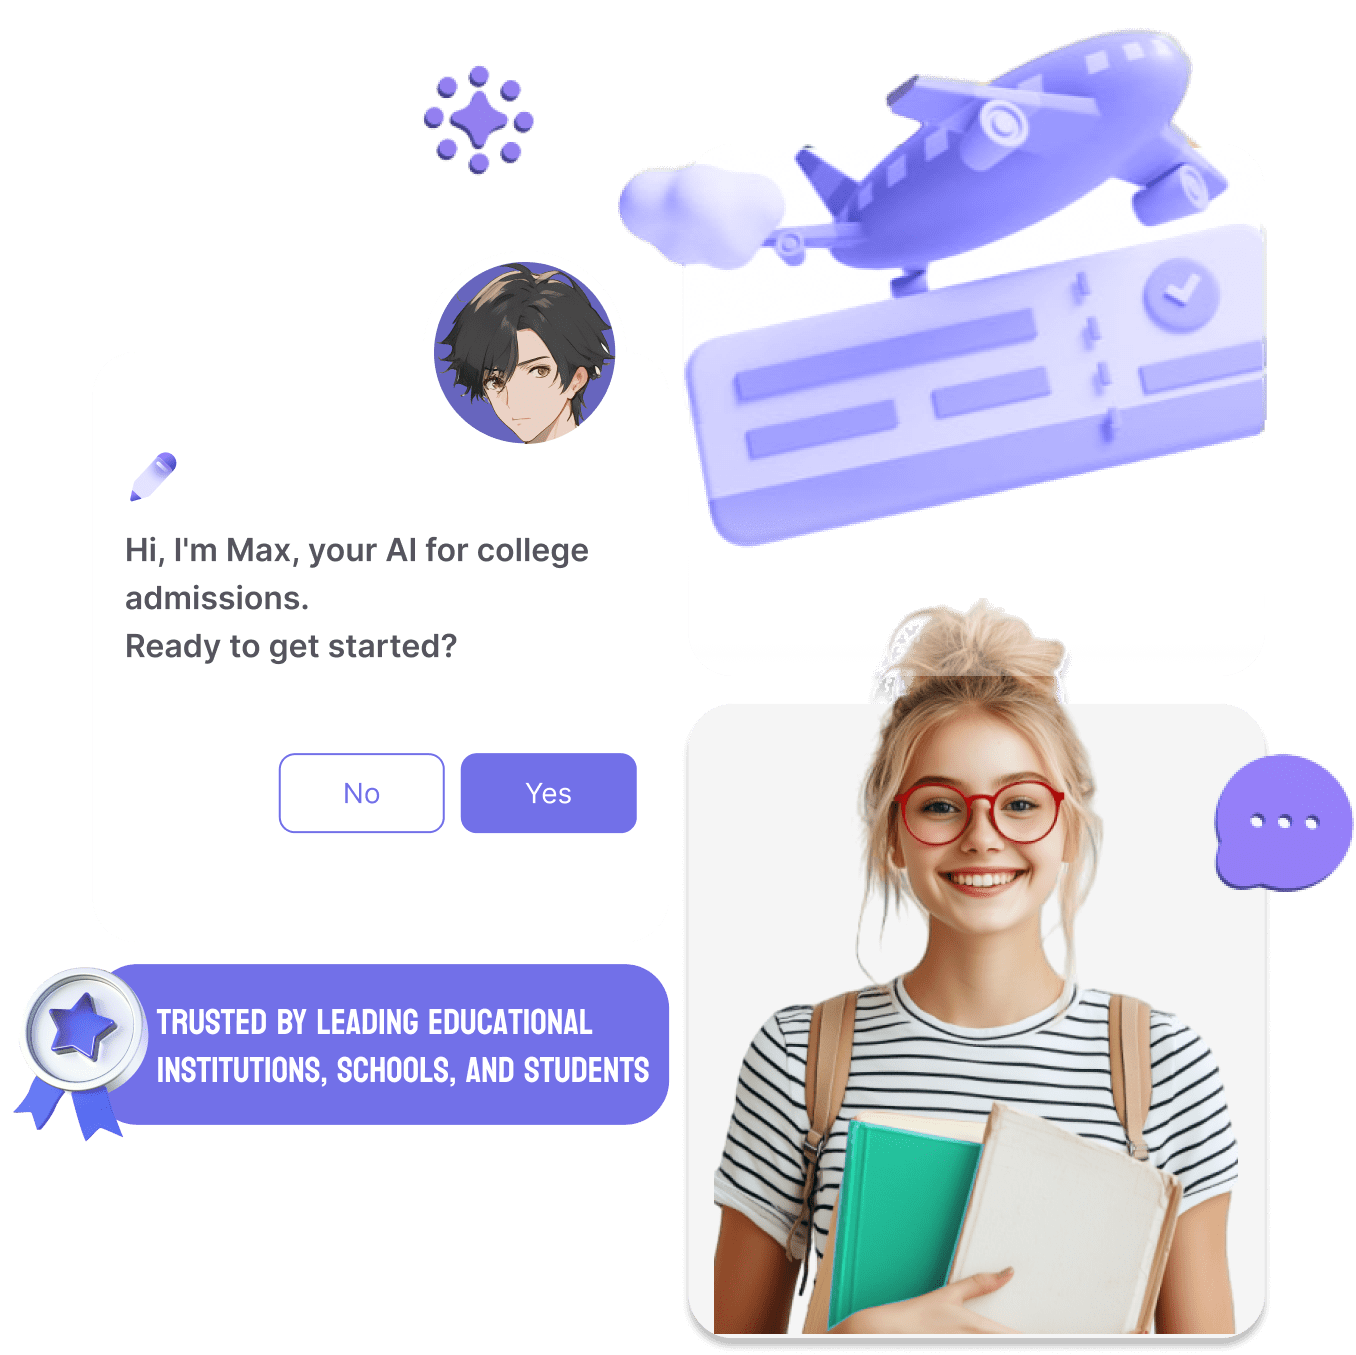 Hi, I'm Max, your AI for college
admissions.
Ready to get started?
No
Yes
TRUSTED BY LEADING EDUCATIONAL
INSTITUTIONS, SCHOOLS, AND STUDENTS